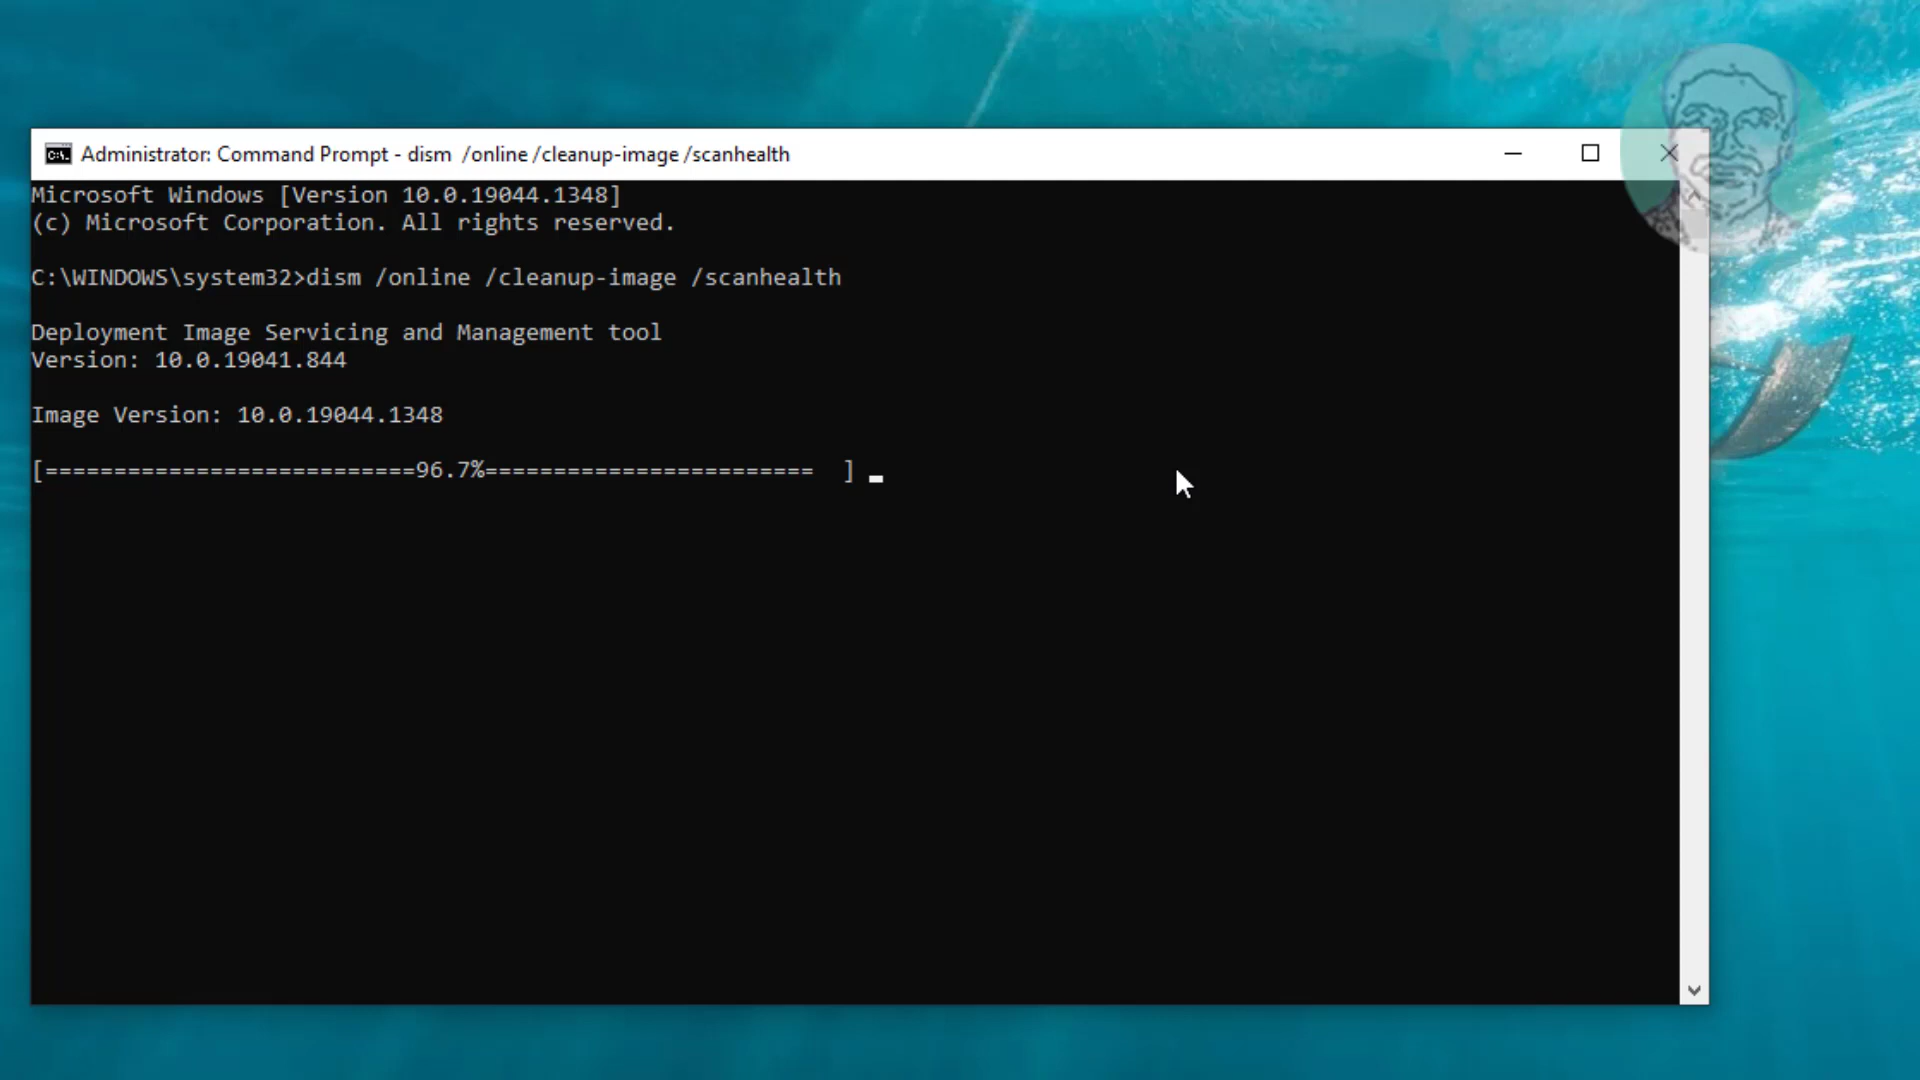 Administrator: Command Prompt - dism  /online /cleanup-image /scanhealth
Microsoft Windows [Version 10.0.19044.1348]
(c) Microsoft Corporation. All rights reserved.
C:\WINDOWS\system32>dism /online /cleanup-image /scanhealth
Deployment Image Servicing and Management tool
Version: 10.0.19041.844
Image Version: 10.0.19044.1348
[===========================96.7%========================  ]